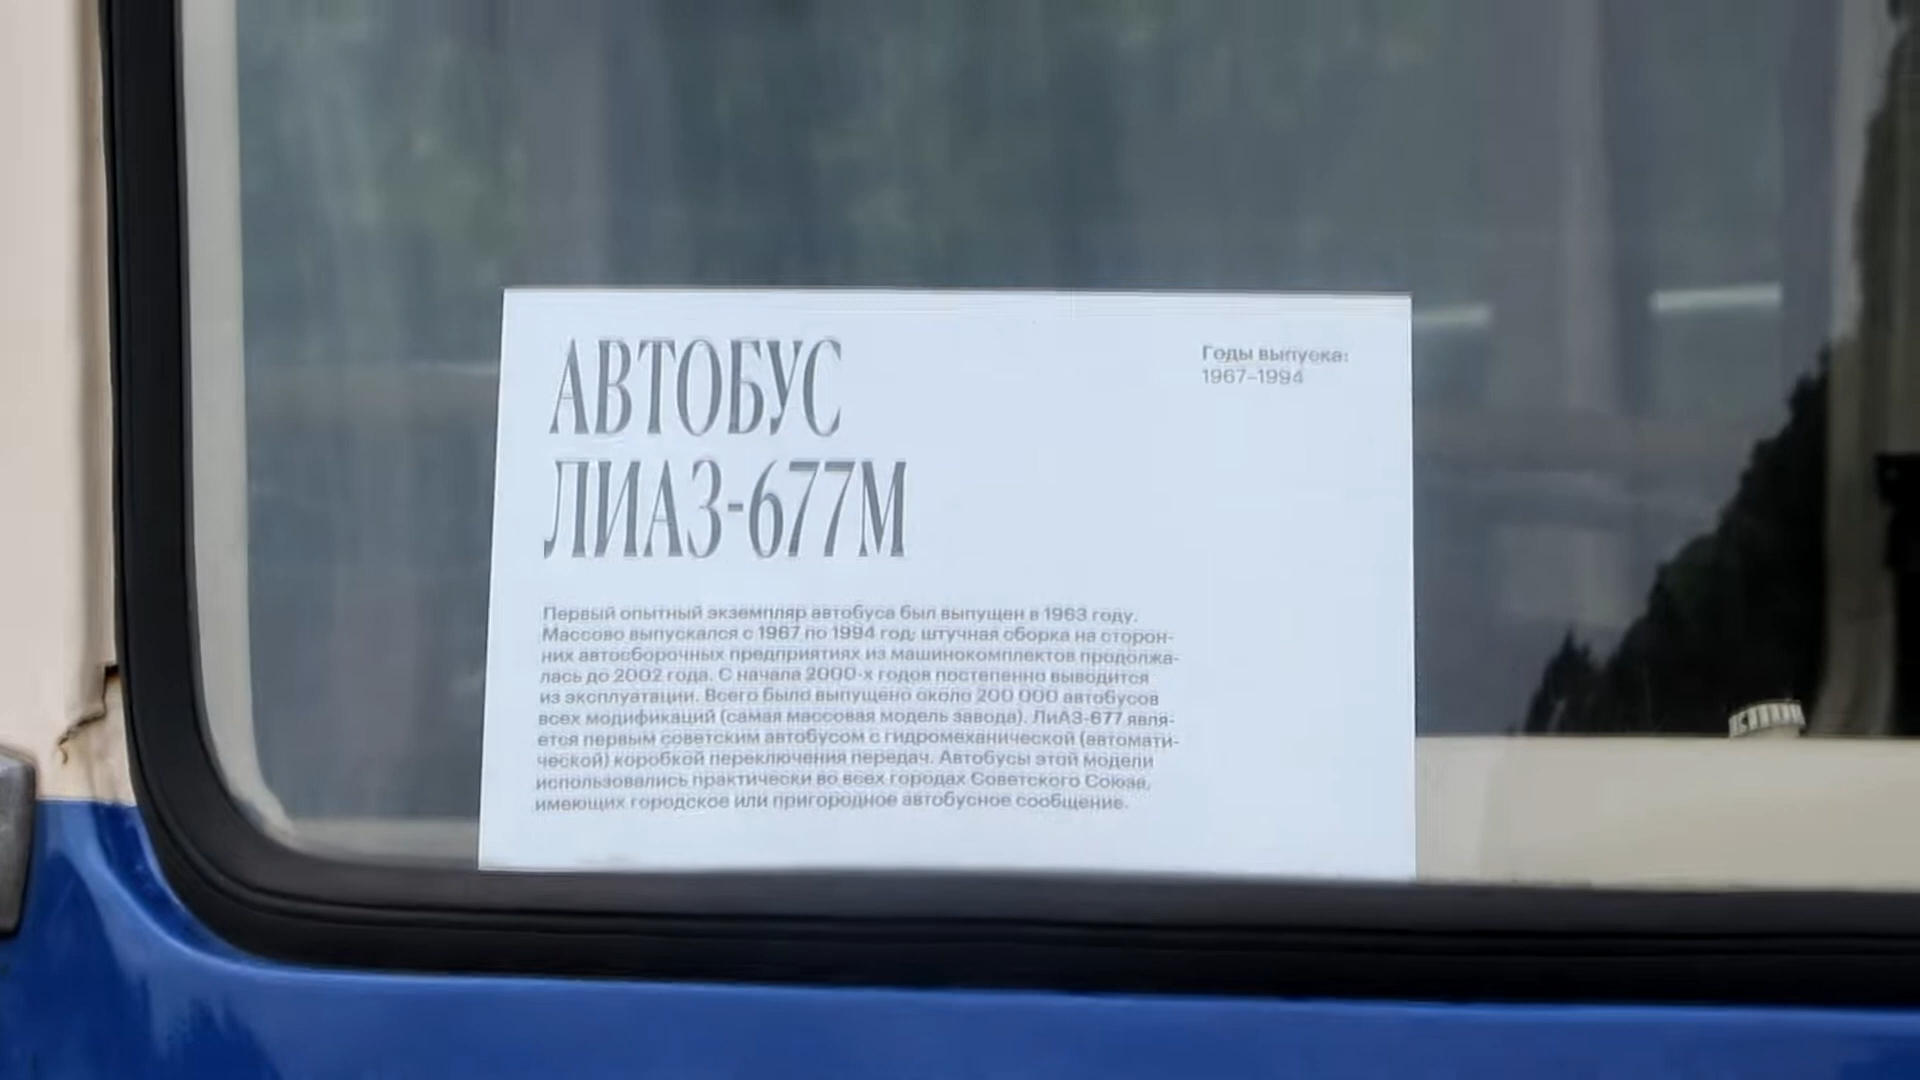 АВТОБУС
ЛИАЗ-677М
Годы выпуска:
1967–1994
Первый опытный экземпляр автобуса был выпущен в 1963 году.
Массово выпускался с 1967 по 1994 год; штучная сборка на сторон-
них автосборочных предприятиях из машинокомплектов продолжа-
лась до 2002 года. С начала 2000-х годов постепенно выводится
из эксплуатации. Всего было выпущено около 200 000 автобусов
всех модификаций (самая массовая модель завода). ЛиАЗ-677 явля-
ется первым советским автобусом с гидромеханической (автомати-
ческой) коробкой переключения передач. Автобусы этой модели
использовались практически во всех городах Советского Союза,
имеющих городское или пригородное автобусное сообщение.